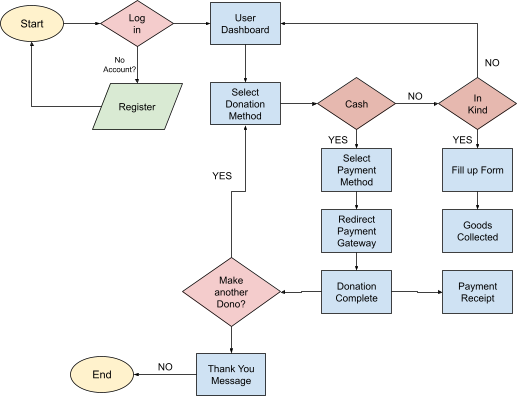 Start
Log
in
User
Dashboard
No
Account?
NO
Register
Select
Donation
Method
Cash
NO
In
Kind
YES
YES
Select
Payment
Method
Fill up Form
YES
Redirect
Payment
Gateway
Goods
Collected
Make
another
Dono?
Donation
Complete
Payment
Receipt
End
NO
Thank You
Message